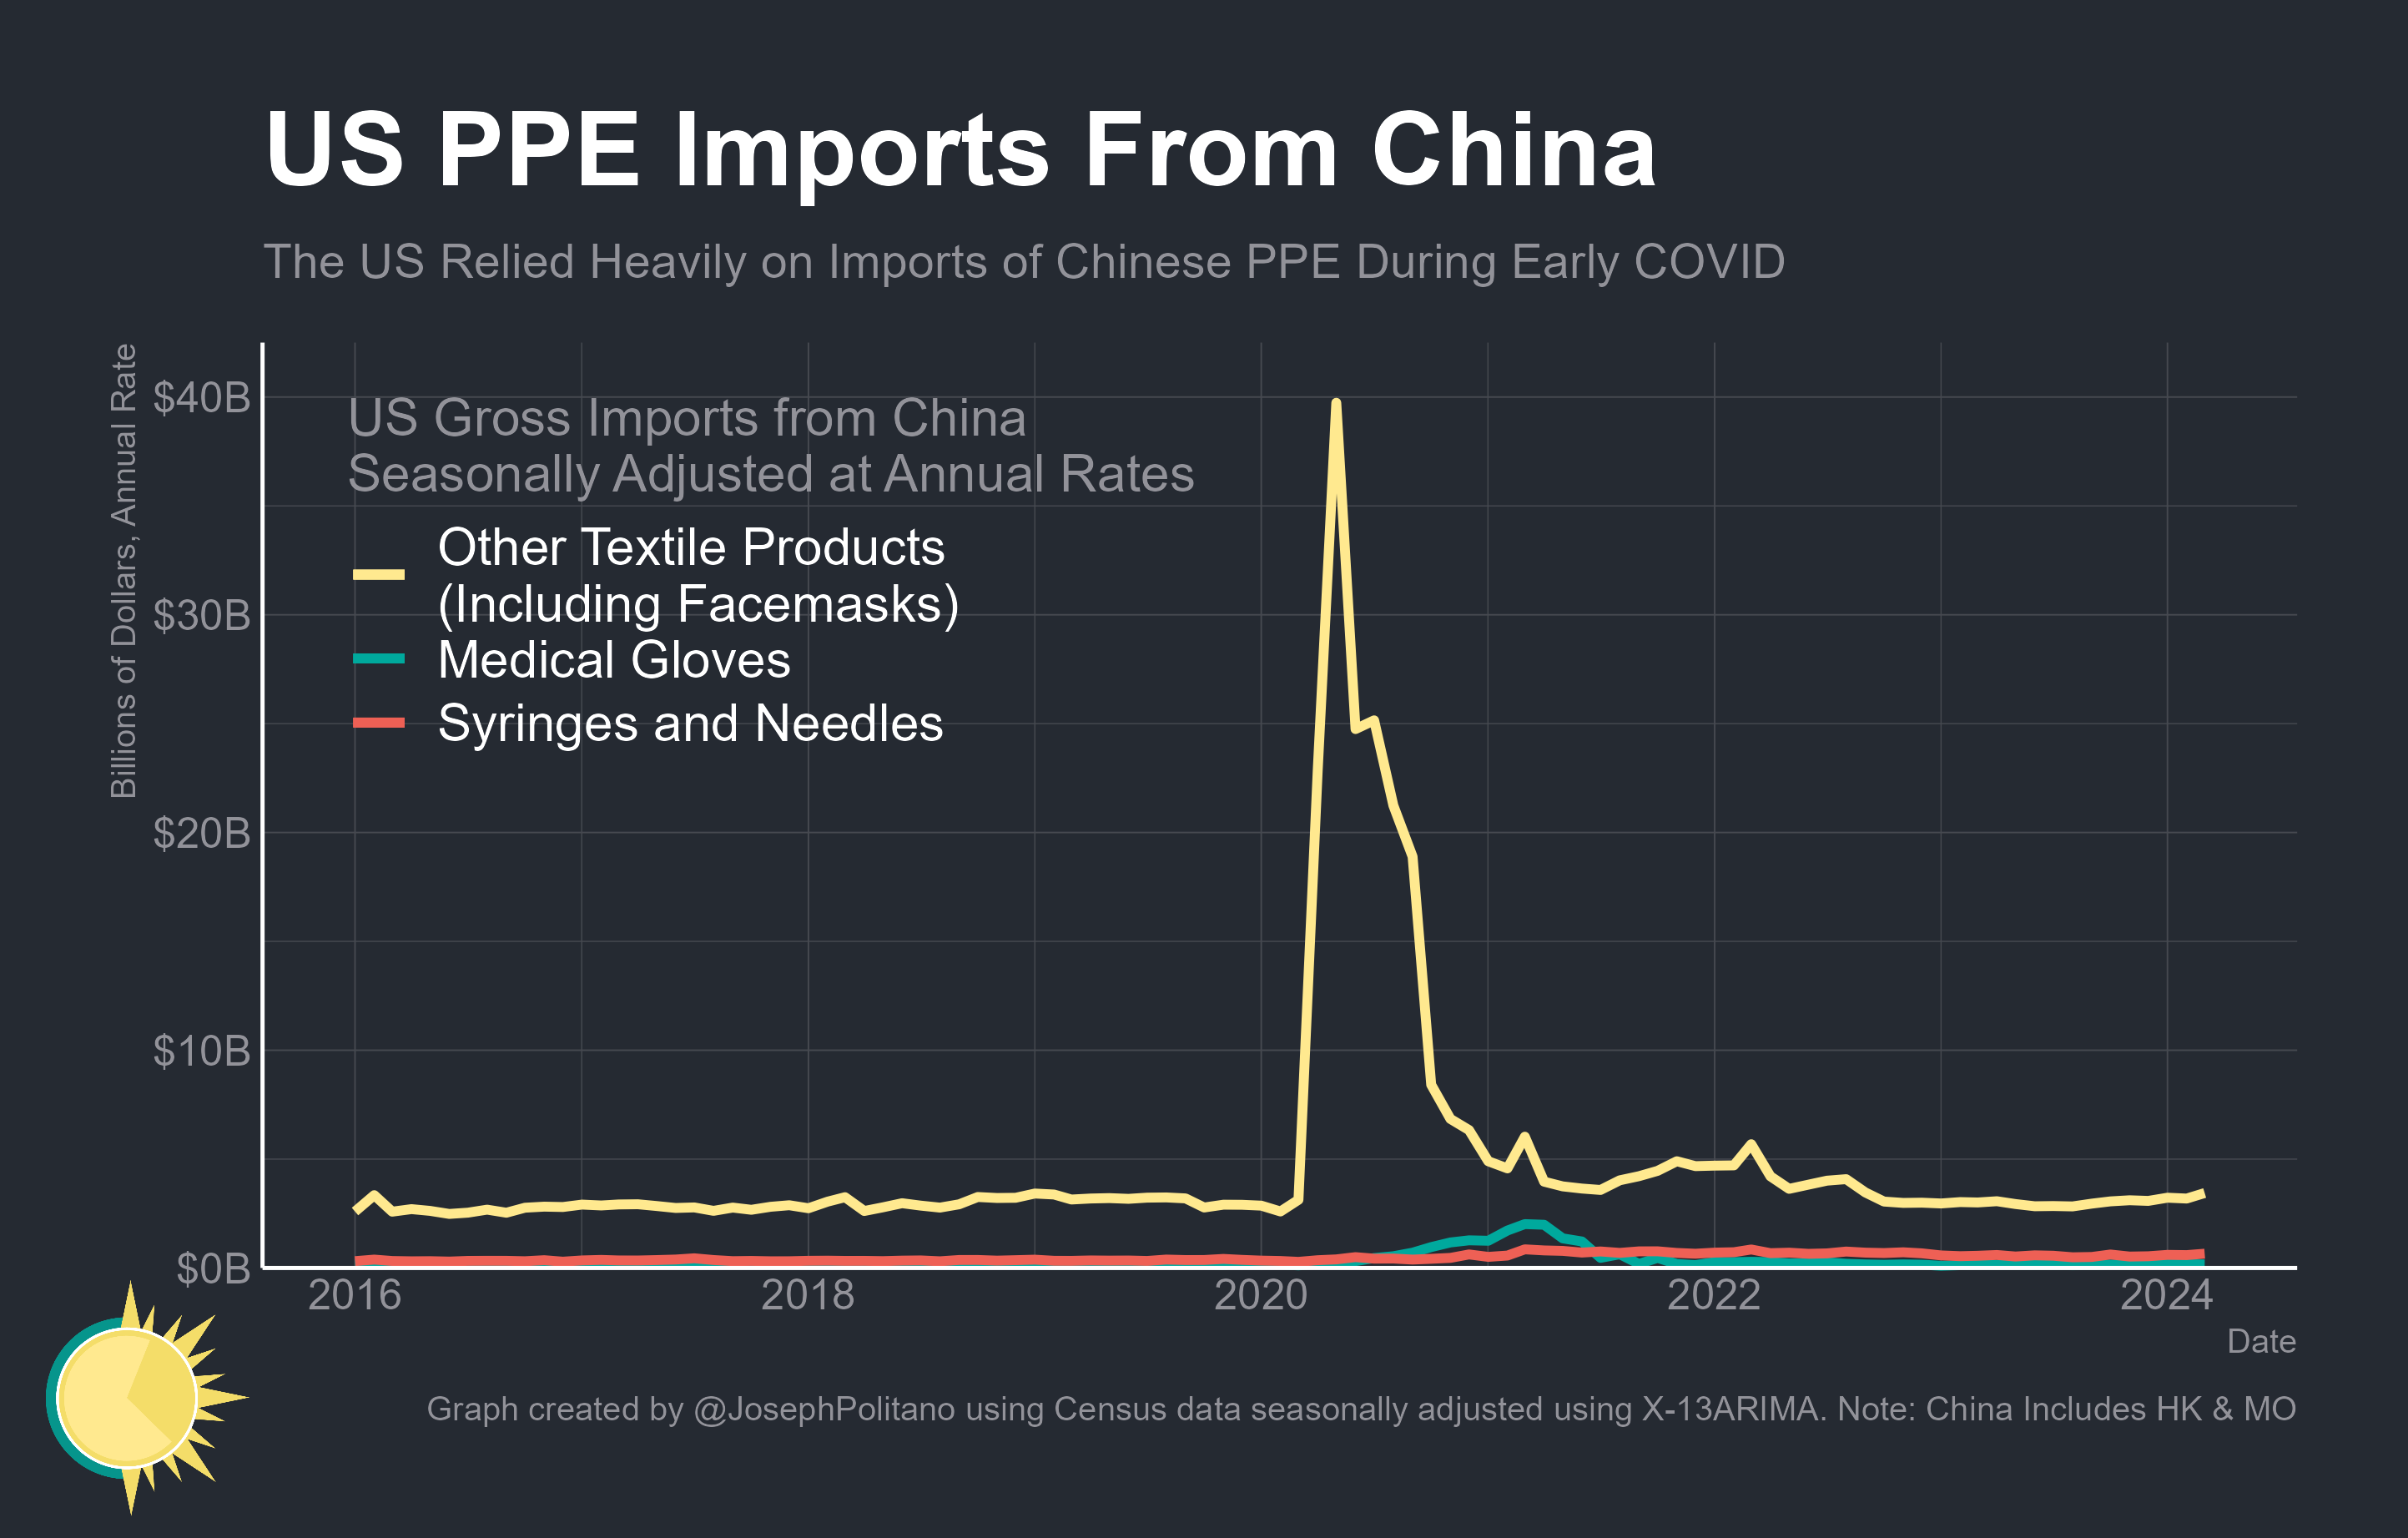 US PPE Imports From China
The US Relied Heavily on Imports of Chinese PPE During Early COVID
Billions of Dollars, Annual Rate
$40B
$30B
$20B
$10B
$0B
US Gross Imports from China
Seasonally Adjusted at Annual Rates
Other Textile Products
(Including Facemasks)
Medical Gloves
Syringes and Needles
2016 2018 2020 2022 2024
Date
Graph created by @JosephPolitano using Census data seasonally adjusted using X-13ARIMA. Note: China Includes HK & MO